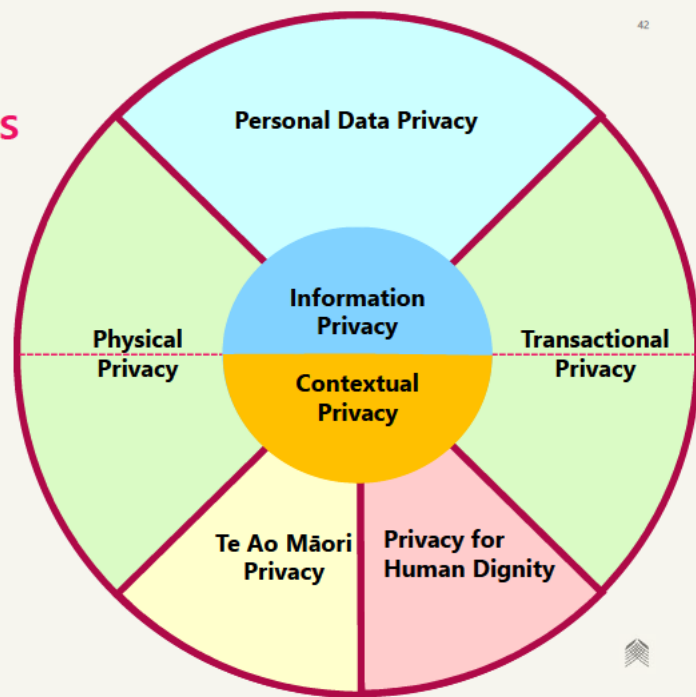 42
s
Personal Data Privacy
Information
Privacy
Physical
Privacy
Transactional
Privacy
Contextual
Privacy
Te Ao Māori
Privacy
Privacy for
Human Dignity